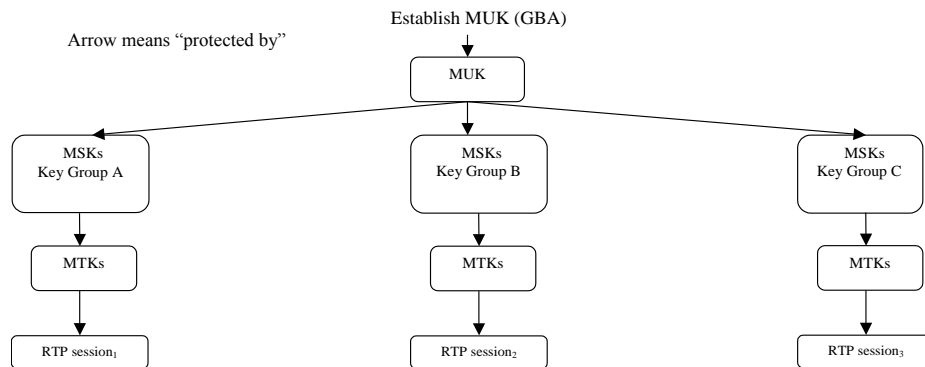 Establish MUK (GBA)
Arrow means “protected by”
MUK
MSKs
Key Group A
MSKs
Key Group B
MSKs
Key Group C
MTKs
MTKs
MTKs
RTP session₁
RTP session₂
RTP session₃